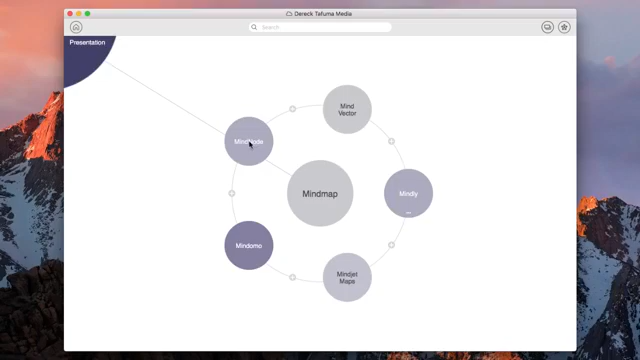 Dereck Tafuma Media
Search
Presentation
Mind
Vector
MindNode
Mindmap
Mindly
Mindomo
Mindjet
Maps